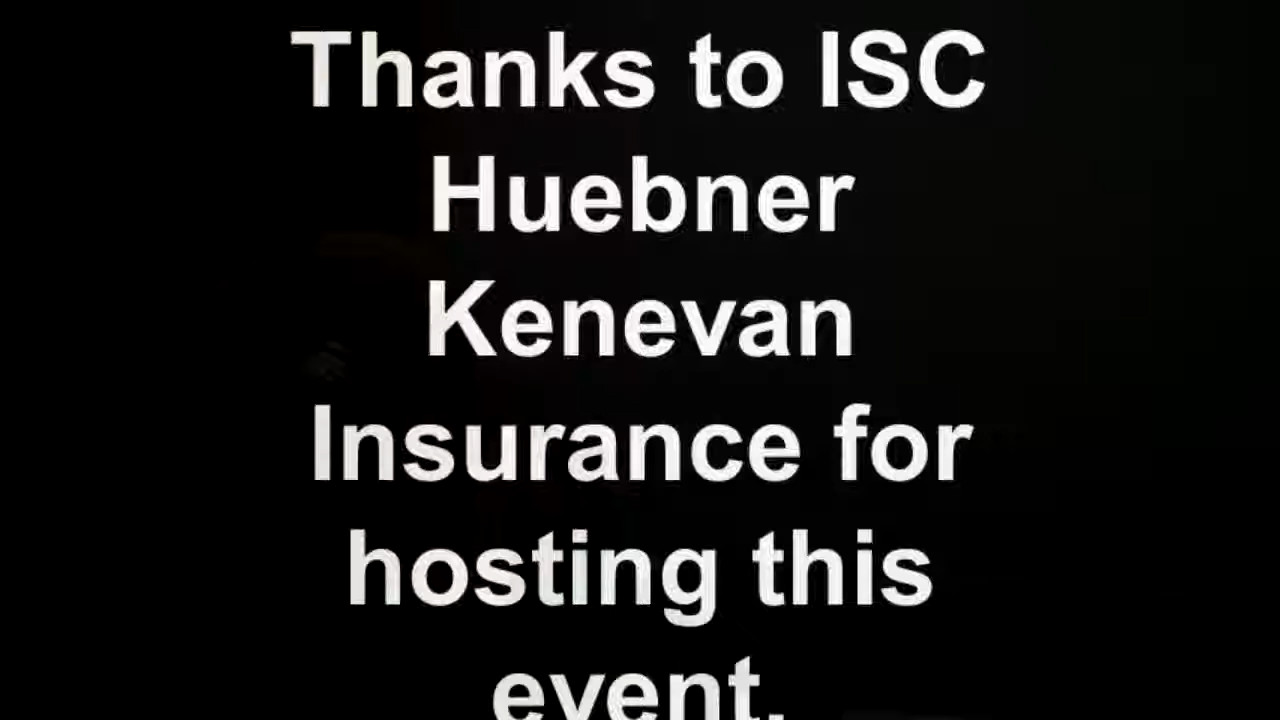 Thanks to ISC
Huebner
Kenevan
Insurance for
hosting this
event.